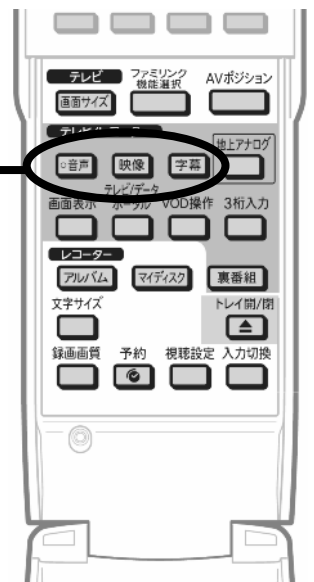 テレビ
ファミリンク
機能選択
AVポジション
画面サイズ
地上アナログ
音声
映像
字幕
テレビ/データ
画面表示
VOD操作
3桁入力
レコーダー
アルバム
マイディスク
裏番組
文字サイズ
トレイ開/閉
録画画質
予約
視聴設定
入力切換